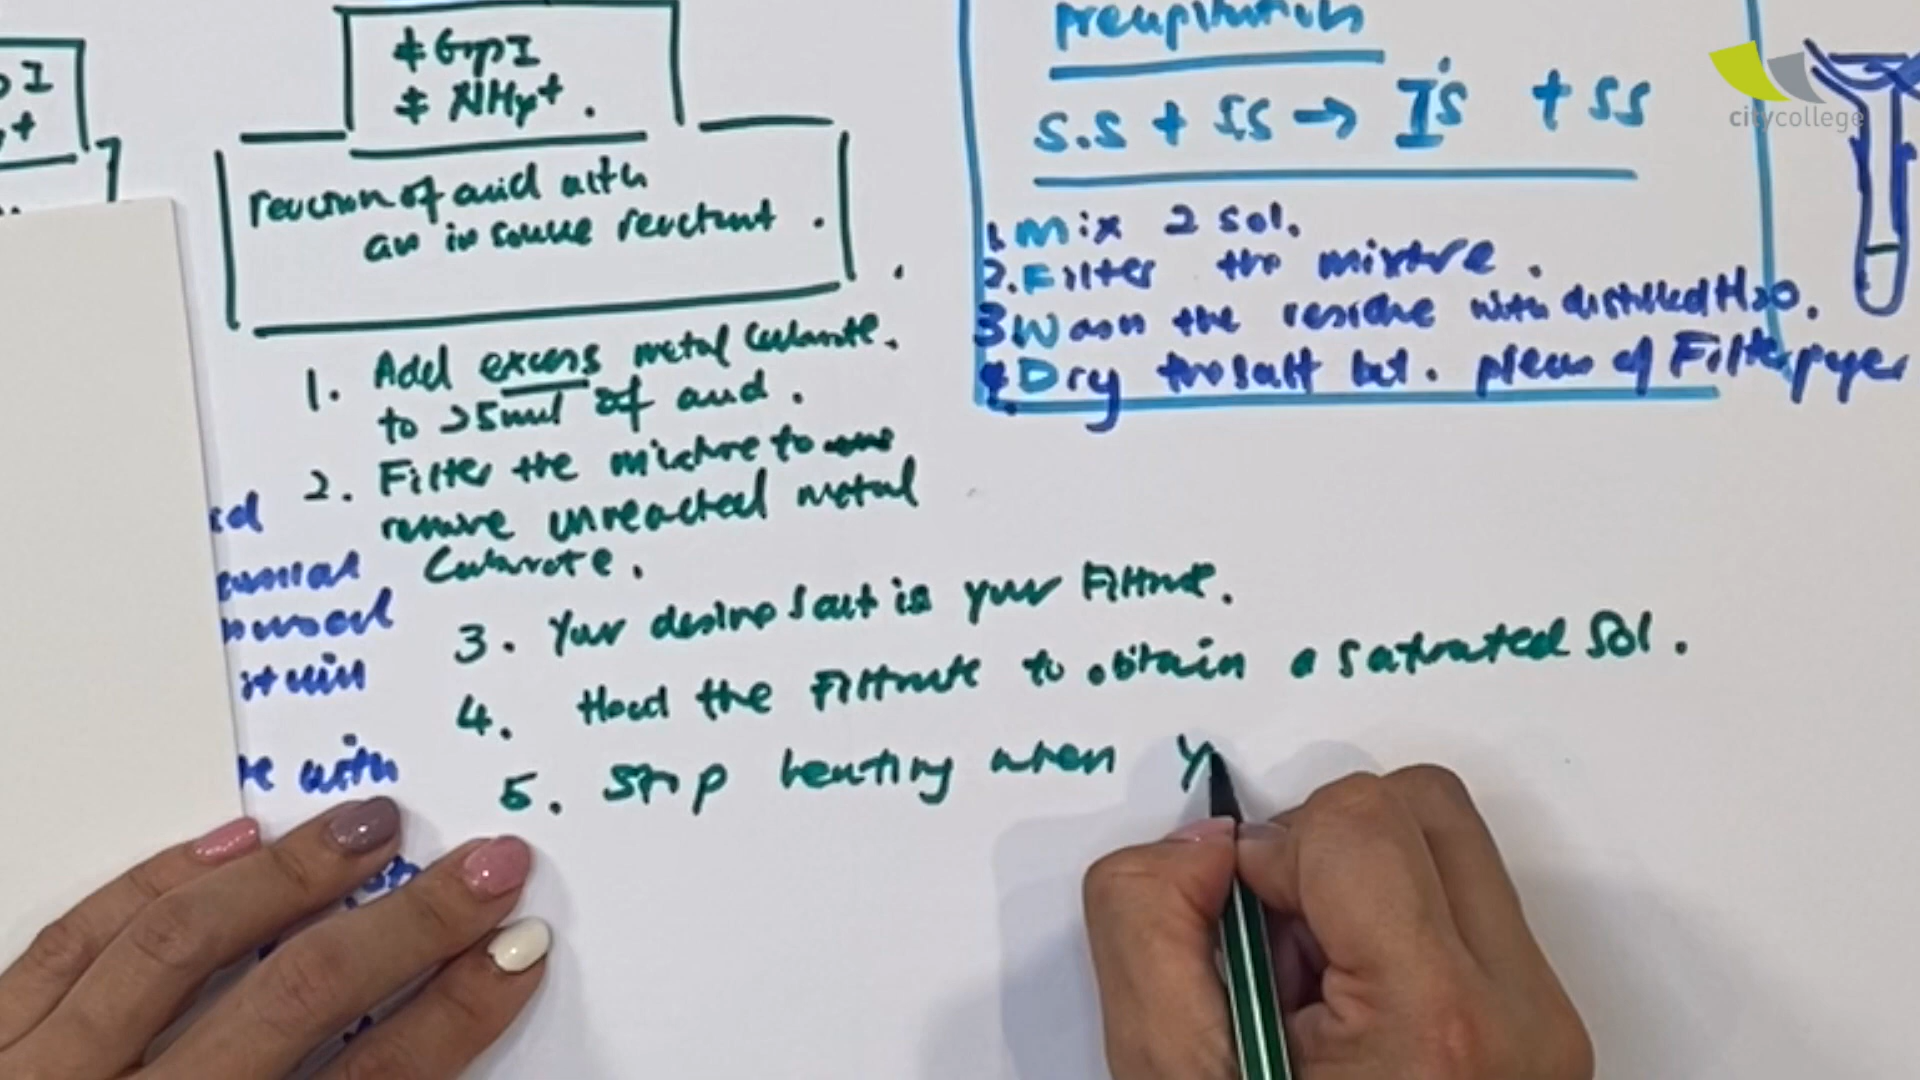 I
+
* Grp I
* NH4+.
reaction of acid with
an insoluble reactant.
1. Add excess metal carbonate.
to 25ml of acid.
2. Filter the mixture to
remove unreacted metal
Carbonate.
3. Your desired salt is your Filtrate.
4. Heat the Filtrate to obtain a saturated Sol.
5. Stop heating when Y
precipitation
s.s + s.s → Is + ss
1. Mix 2 sol.
2. Filter the mixture.
3 Wash the residue with distilled H2O.
4. Dry the salt bet. pieces of Filter paper
citycollege
with